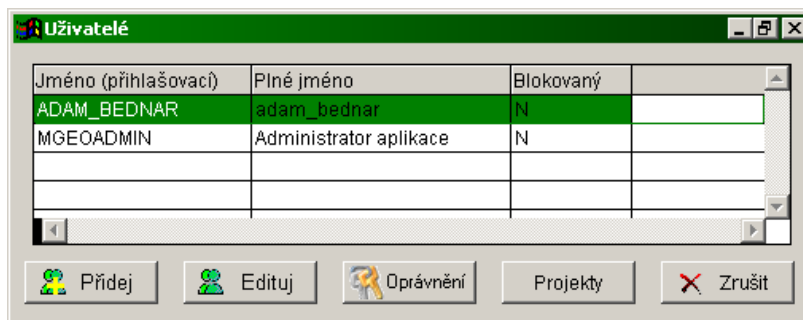 Uživatelé
Jméno (přihlašovací) Plné jméno Blokovaný
ADAM_BEDNAR adam_bednar N
MGEOADMIN Administrator aplikace N
Přidej Edituj Oprávnění Projekty Zrušit